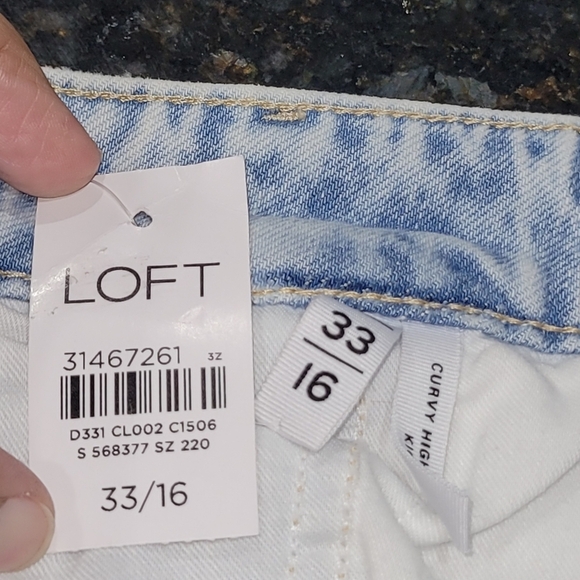 LOFT
31467261 3Z
D331 CL002 C1506
S 568377 SZ 220
33/16
33
16
CURVY HIGH